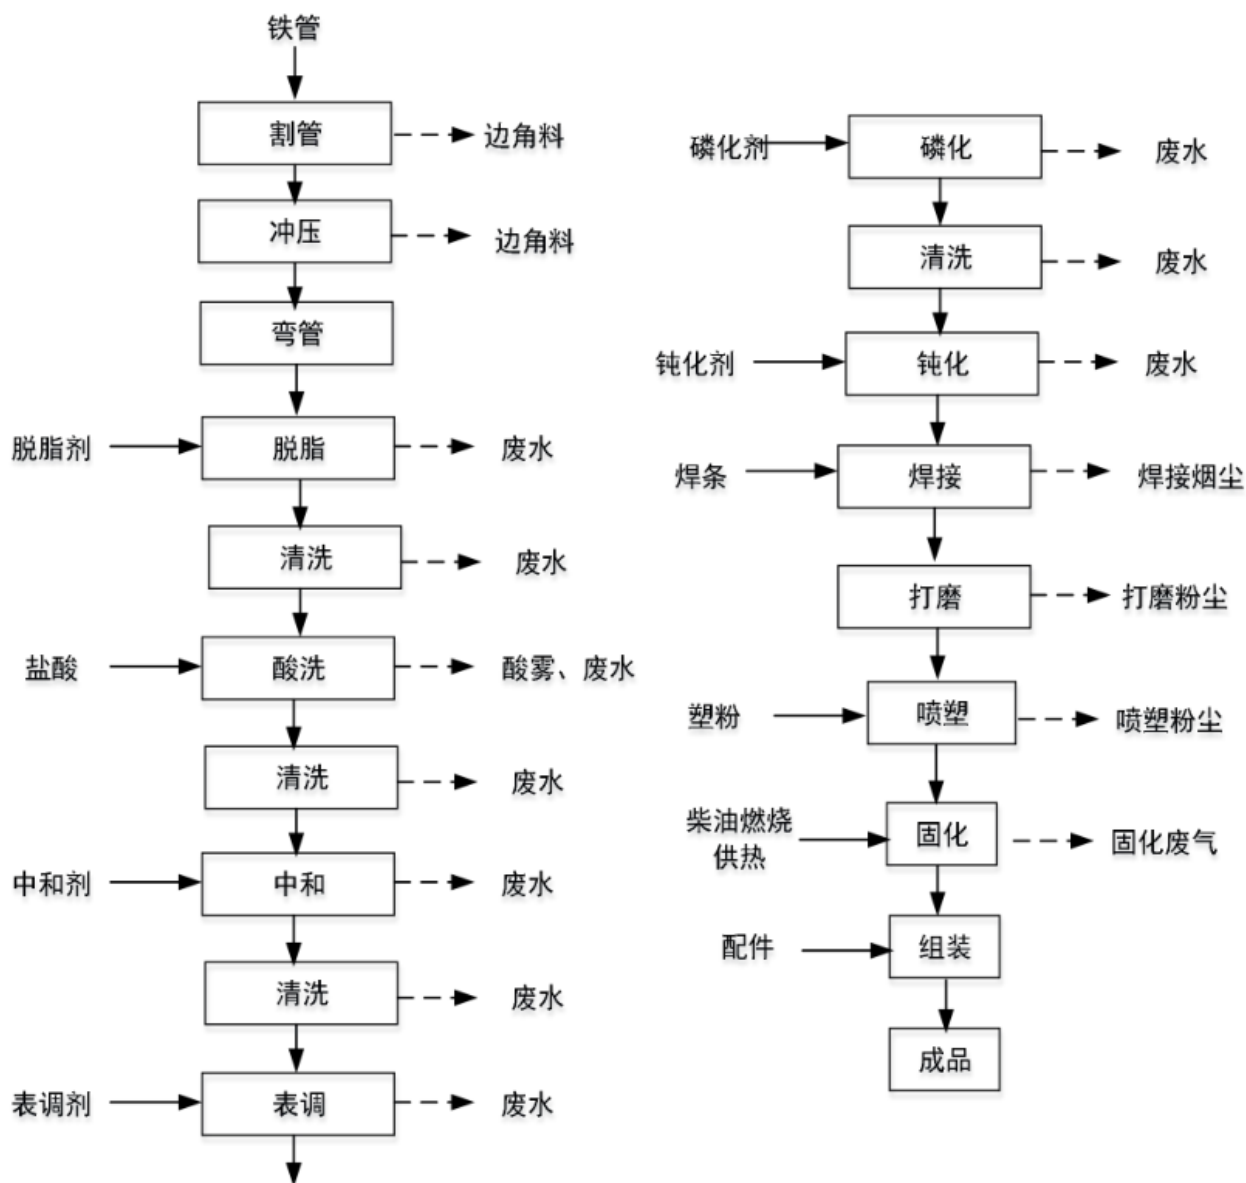 铁管
割管
边角料
冲压
边角料
弯管
脱脂剂
脱脂
废水
清洗
废水
盐酸
酸洗
酸雾、废水
清洗
废水
中和剂
中和
废水
清洗
废水
表调剂
表调
废水
磷化剂
磷化
废水
清洗
废水
钝化剂
钝化
废水
焊条
焊接
焊接烟尘
打磨
打磨粉尘
塑粉
喷塑
喷塑粉尘
柴油燃烧
供热
固化
固化废气
配件
组装
成品